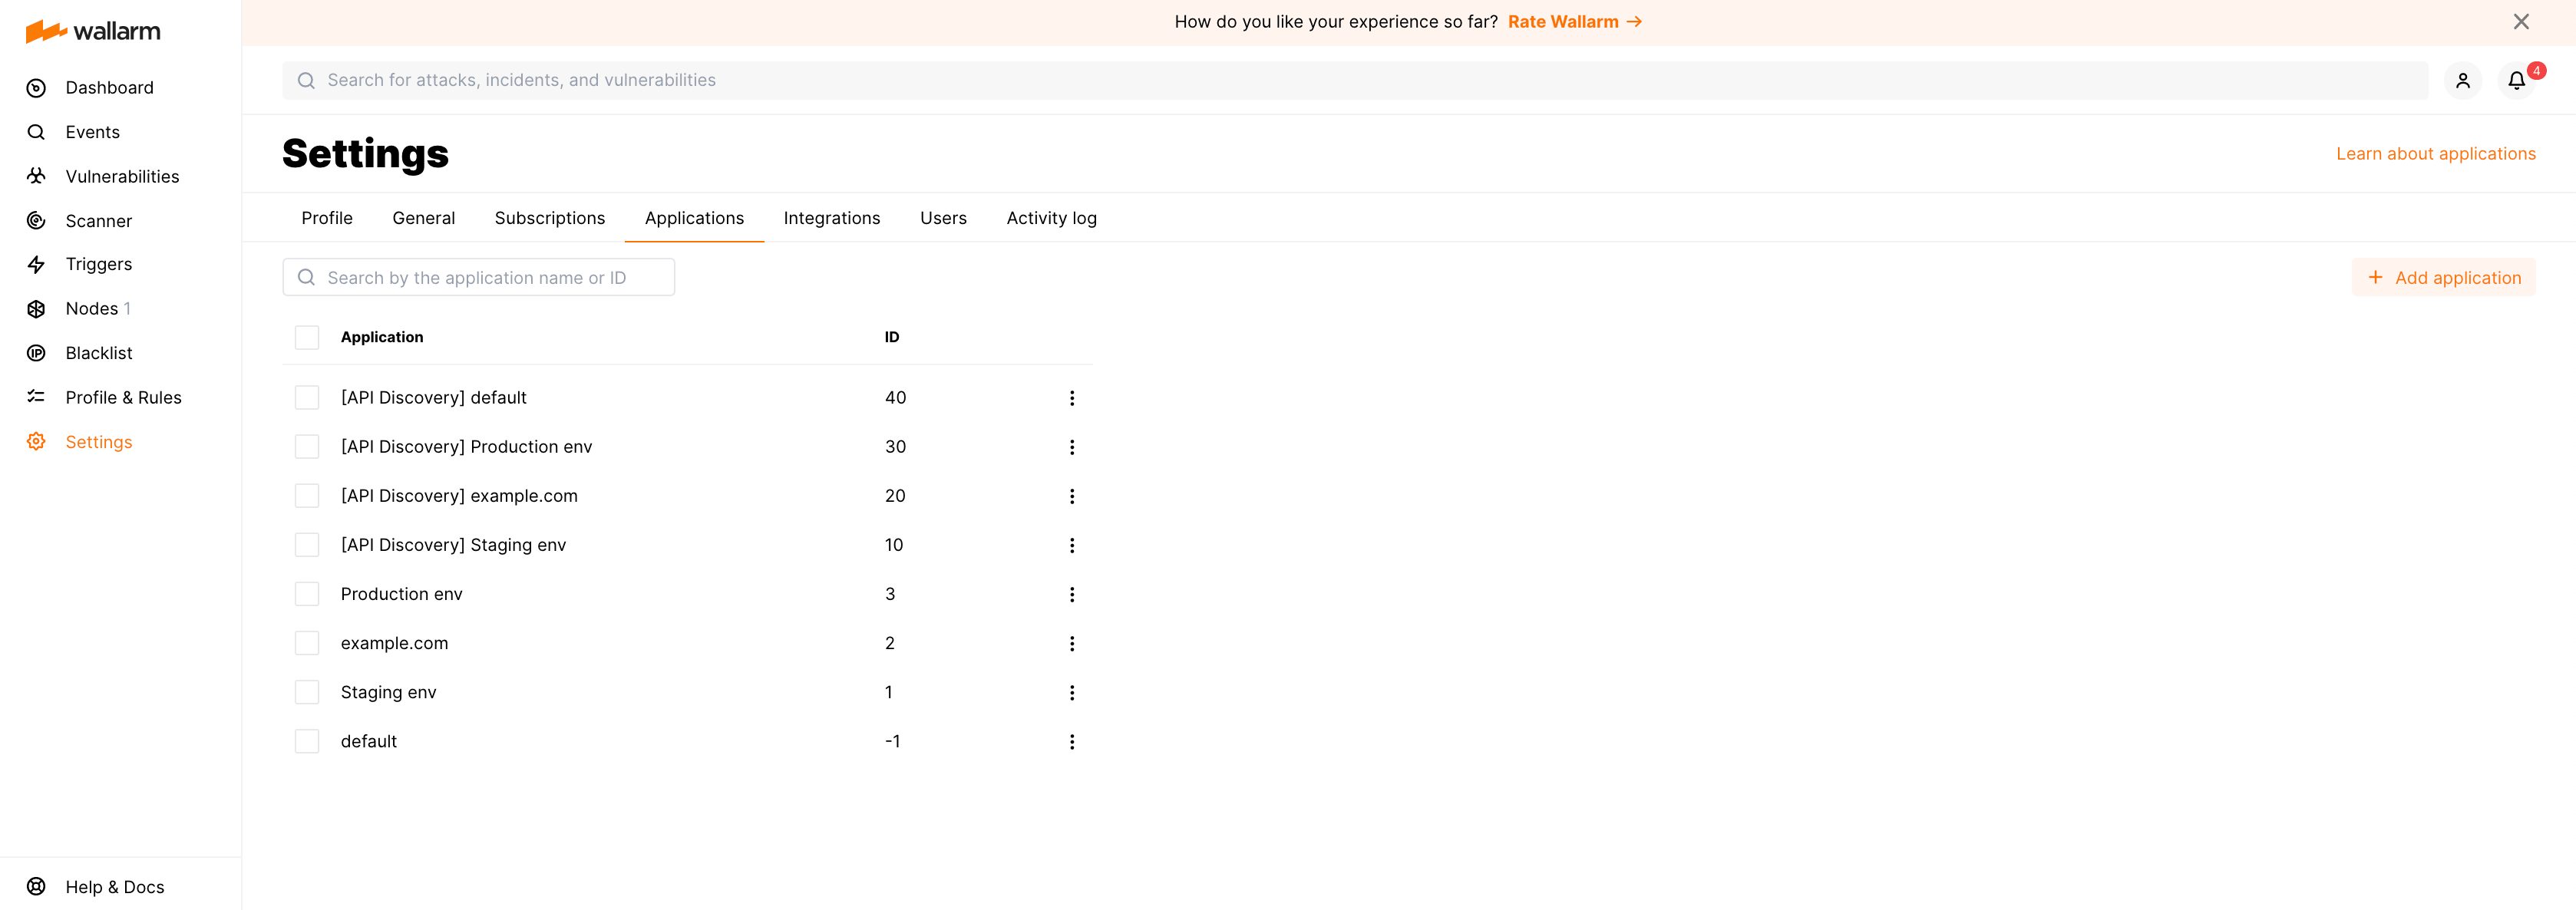 wallarm
How do you like your experience so far? Rate Wallarm →
Search for attacks, incidents, and vulnerabilities
4
Dashboard
Events
Vulnerabilities
Scanner
Triggers
Nodes 1
Blacklist
Profile & Rules
Settings
Help & Docs
Settings
Learn about applications
Profile General Subscriptions Applications Integrations Users Activity log
Search by the application name or ID
+ Add application
Application ID
[API Discovery] default 40
[API Discovery] Production env 30
[API Discovery] example.com 20
[API Discovery] Staging env 10
Production env 3
example.com 2
Staging env 1
default -1